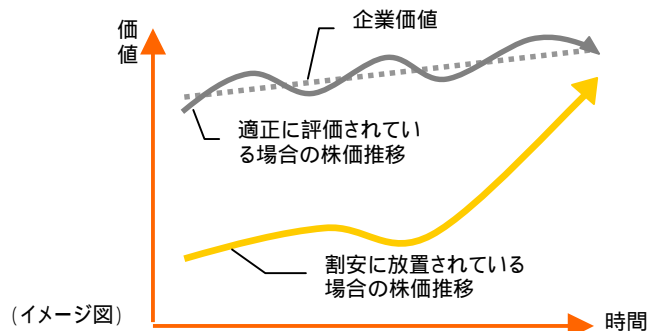 価
値
企業価値
適正に評価されてい
る場合の株価推移
割安に放置されている
場合の株価推移
(イメージ図)
時間